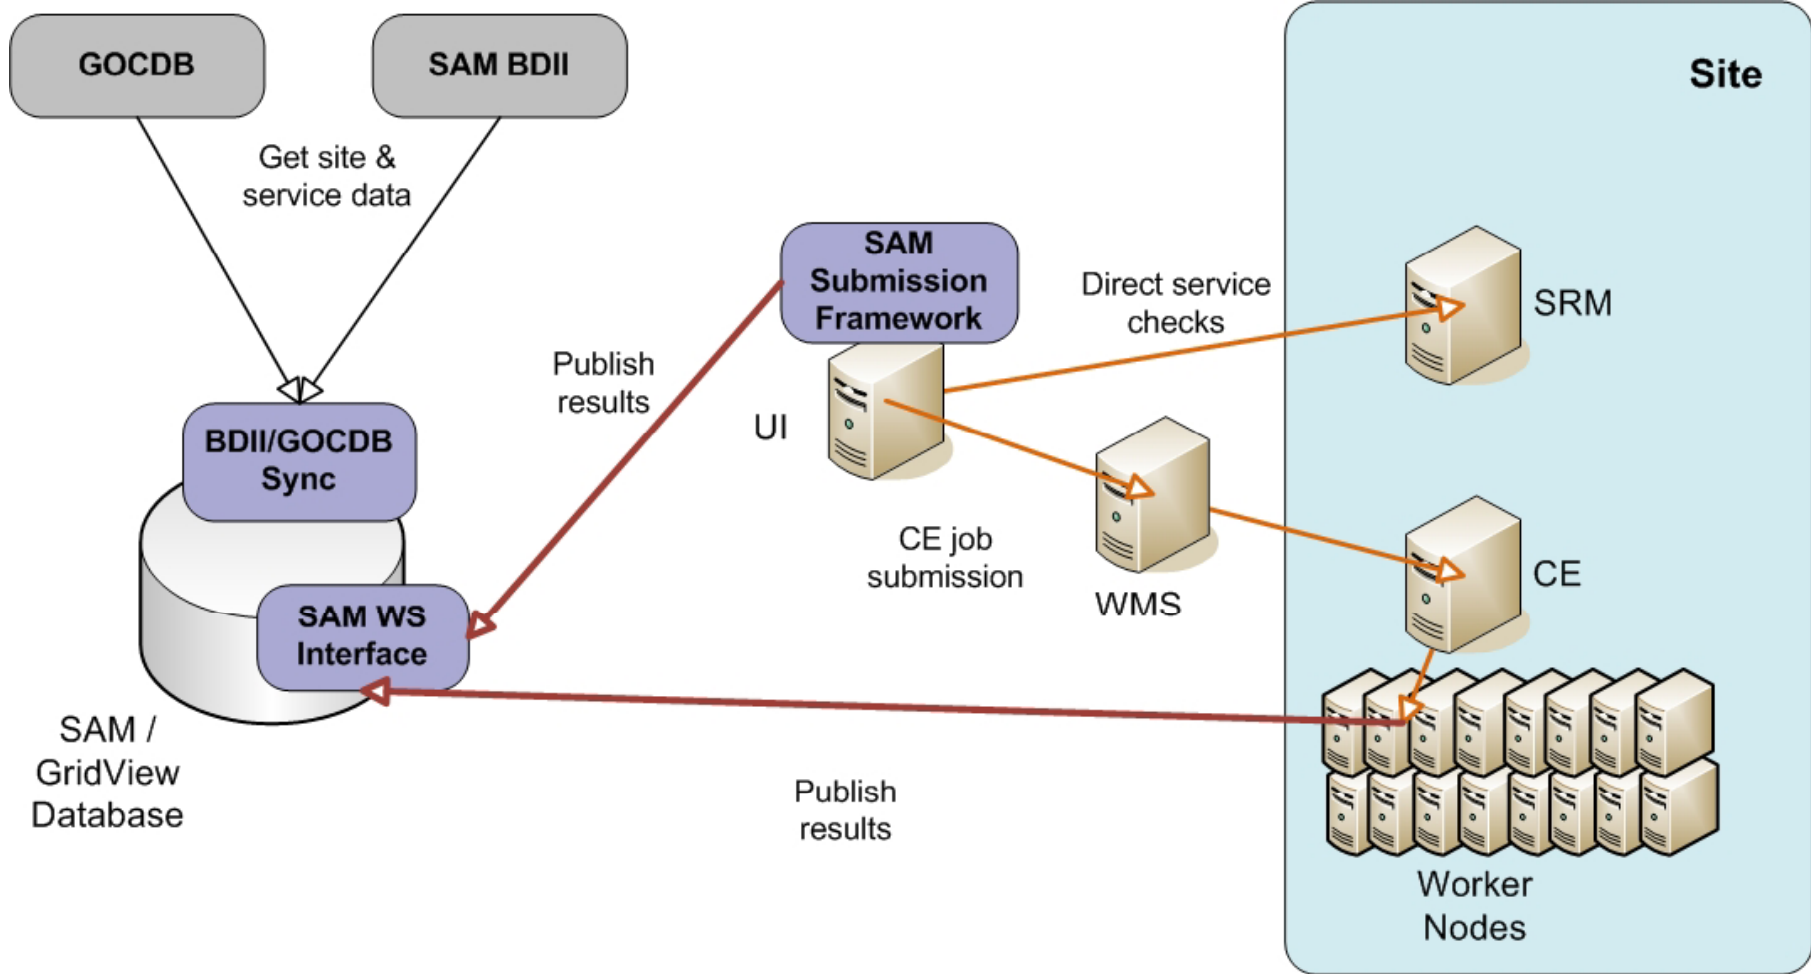 GOCDB
SAM BDII
Site
Get site &
service data
SAM
Submission
Framework
Direct service
checks
SRM
Publish
results
UI
BDII/GOCDB
Sync
CE job
submission
WMS
CE
SAM WS
Interface
SAM /
GridView
Database
Publish
results
Worker
Nodes